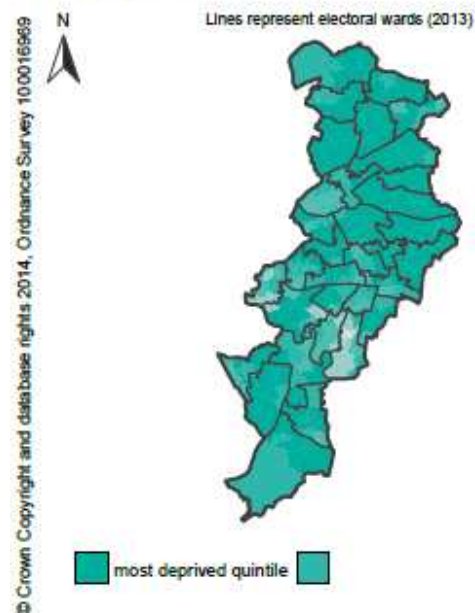 N
Lines represent electoral wards (2013)
© Crown Copyright and database rights 2014, Ordnance Survey 100016969
most deprived quintile